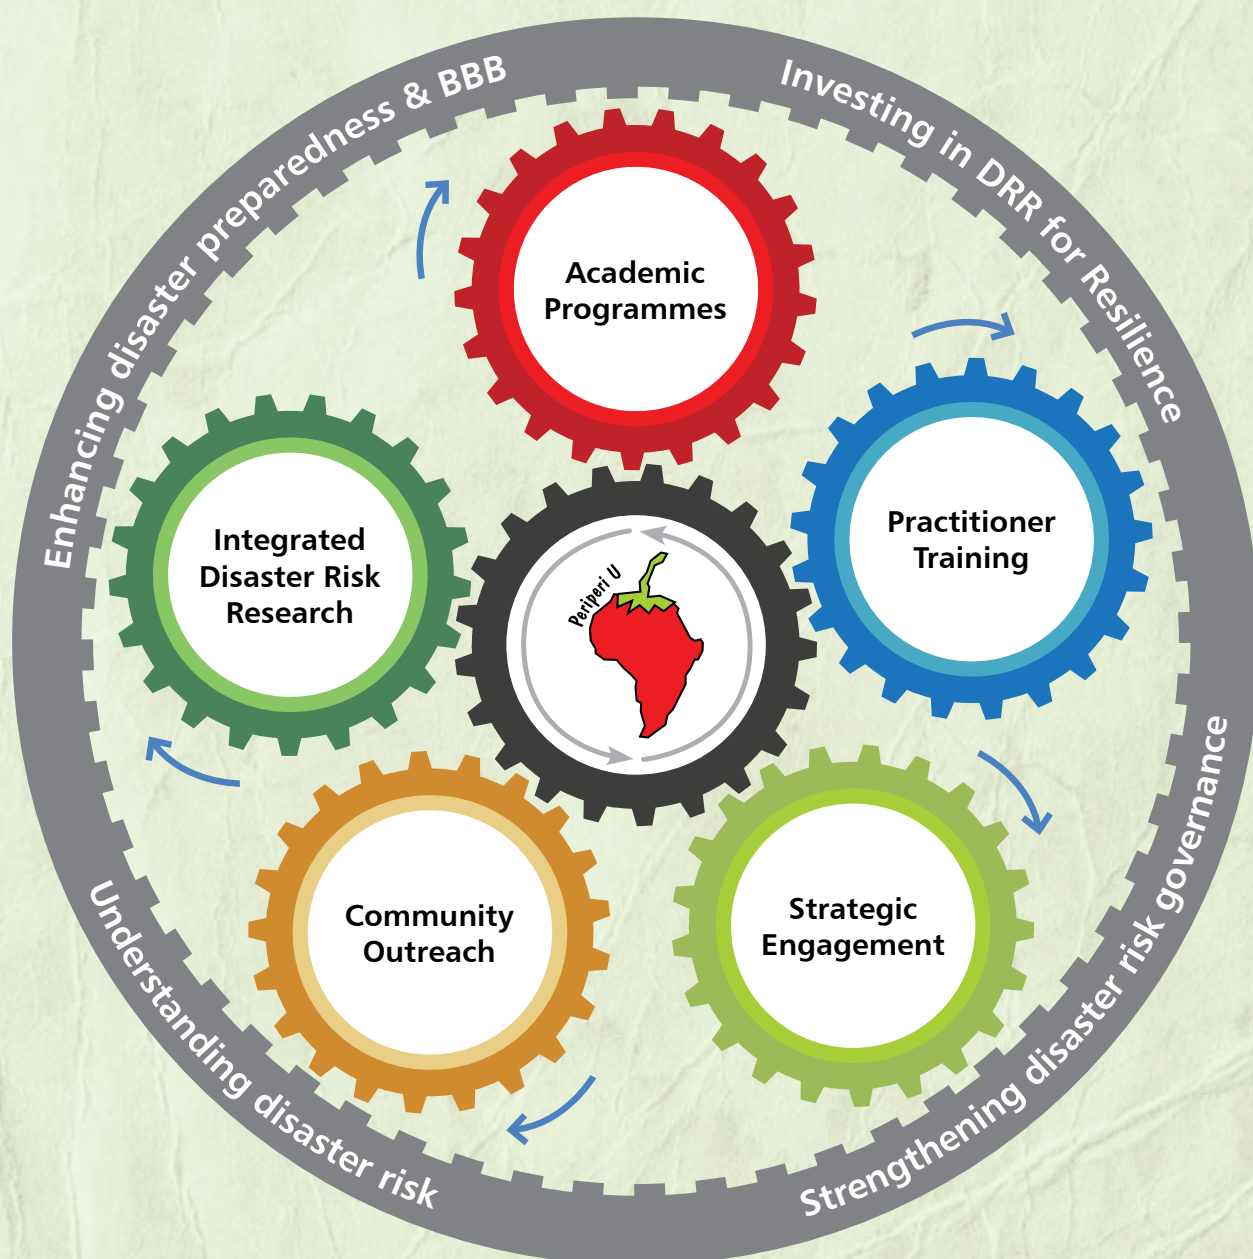 Enhancing disaster preparedness & BBB
Investing in DRR for Resilience
Academic
Programmes
Practitioner
Training
Integrated
Disaster Risk
Research
Periperi U
Community
Outreach
Strategic
Engagement
Understanding disaster risk
Strengthening disaster risk governance